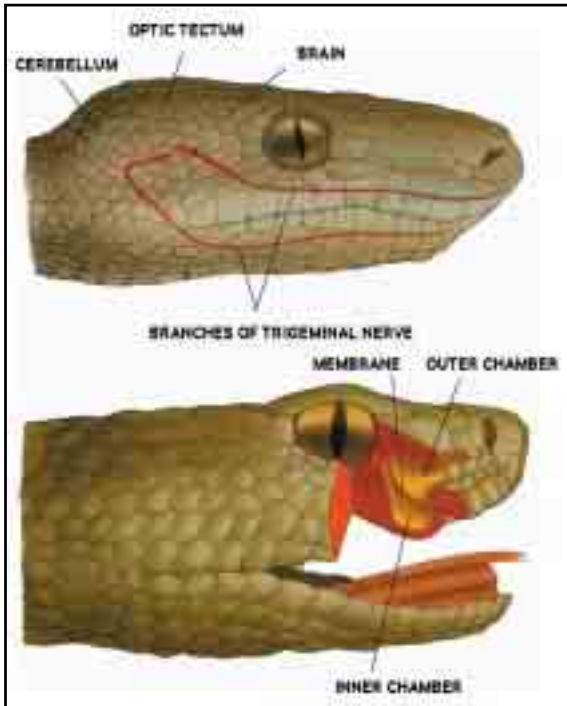 OPTIC TECTUM
CEREBELLUM
BRAIN
BRANCHES OF TRIGEMINAL NERVE
MEMBRANE
OUTER CHAMBER
INNER CHAMBER